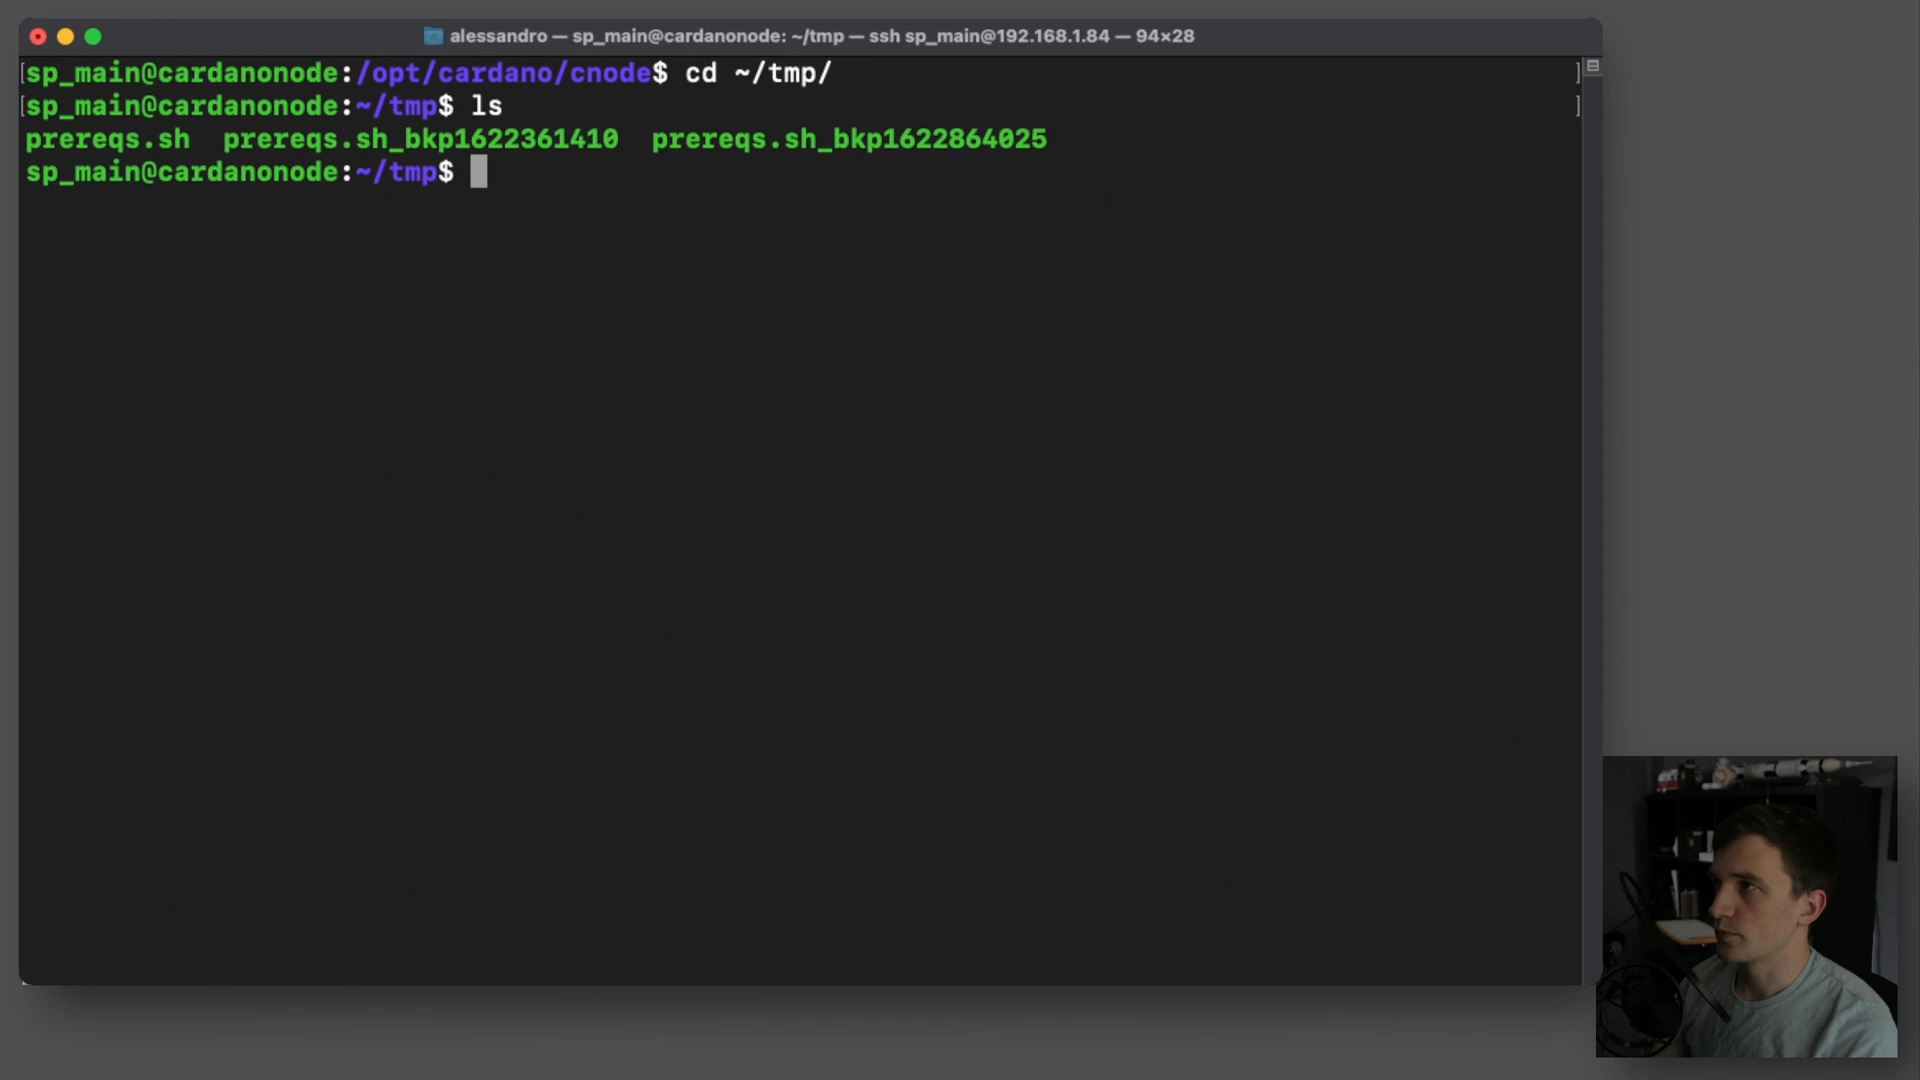 alessandro — sp_main@cardanonode: ~/tmp — ssh sp_main@192.168.1.84 — 94×28
[sp_main@cardanonode:/opt/cardano/cnode$ cd ~/tmp/ ]
[sp_main@cardanonode:~/tmp$ ls ]
prereqs.sh  prereqs.sh_bkp1622361410  prereqs.sh_bkp1622864025
sp_main@cardanonode:~/tmp$